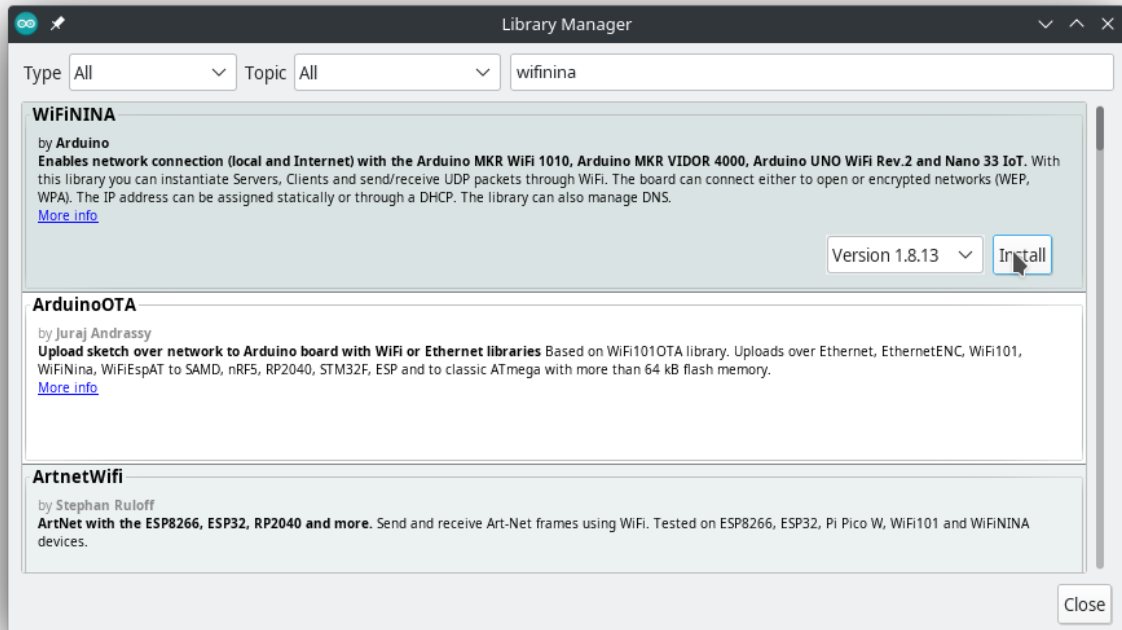 Library Manager
Type All Topic All wifinina
WiFiNINA
by Arduino
Enables network connection (local and Internet) with the Arduino MKR WiFi 1010, Arduino MKR VIDOR 4000, Arduino UNO WiFi Rev.2 and Nano 33 IoT. With
this library you can instantiate Servers, Clients and send/receive UDP packets through WiFi. The board can connect either to open or encrypted networks (WEP,
WPA). The IP address can be assigned statically or through a DHCP. The library can also manage DNS.
More info
Version 1.8.13 Install
ArduinoOTA
by Juraj Andrassy
Upload sketch over network to Arduino board with WiFi or Ethernet libraries Based on WiFi101OTA library. Uploads over Ethernet, EthernetENC, WiFi101,
WiFiNina, WiFiEspAT to SAMD, nRF5, RP2040, STM32F, ESP and to classic ATmega with more than 64 kB flash memory.
More info
ArtnetWifi
by Stephan Ruloff
ArtNet with the ESP8266, ESP32, RP2040 and more. Send and receive Art-Net frames using WiFi. Tested on ESP8266, ESP32, Pi Pico W, WiFi101 and WiFiNINA
devices.
Close